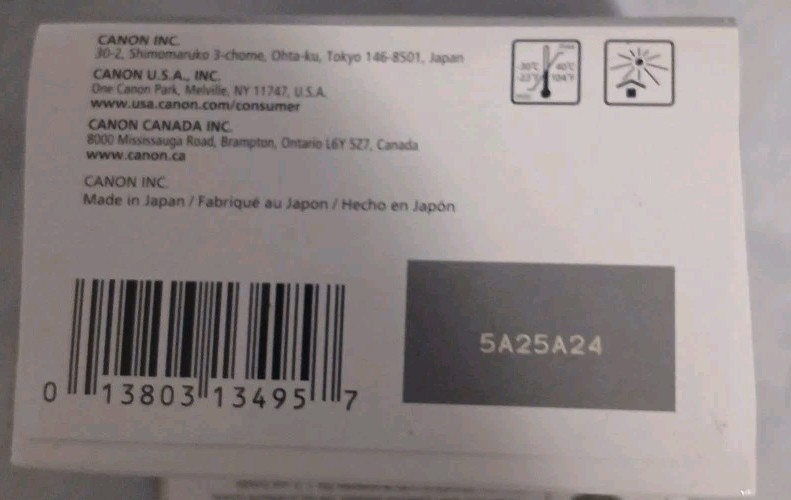 CANON INC.
30-2, Shimomaruko 3-chome, Ohta-ku, Tokyo 146-8501, Japan
CANON U.S.A., INC.
One Canon Park, Melville, NY 11747, U.S.A.
www.usa.canon.com/consumer
CANON CANADA INC.
8000 Mississauga Road, Brampton, Ontario L6Y 5Z7, Canada
www.canon.ca
CANON INC.
Made in Japan / Fabriqué au Japon / Hecho en Japón
max
-30°C 40°C
-22°F 104°F
min
5A25A24
0 13803 13495 7